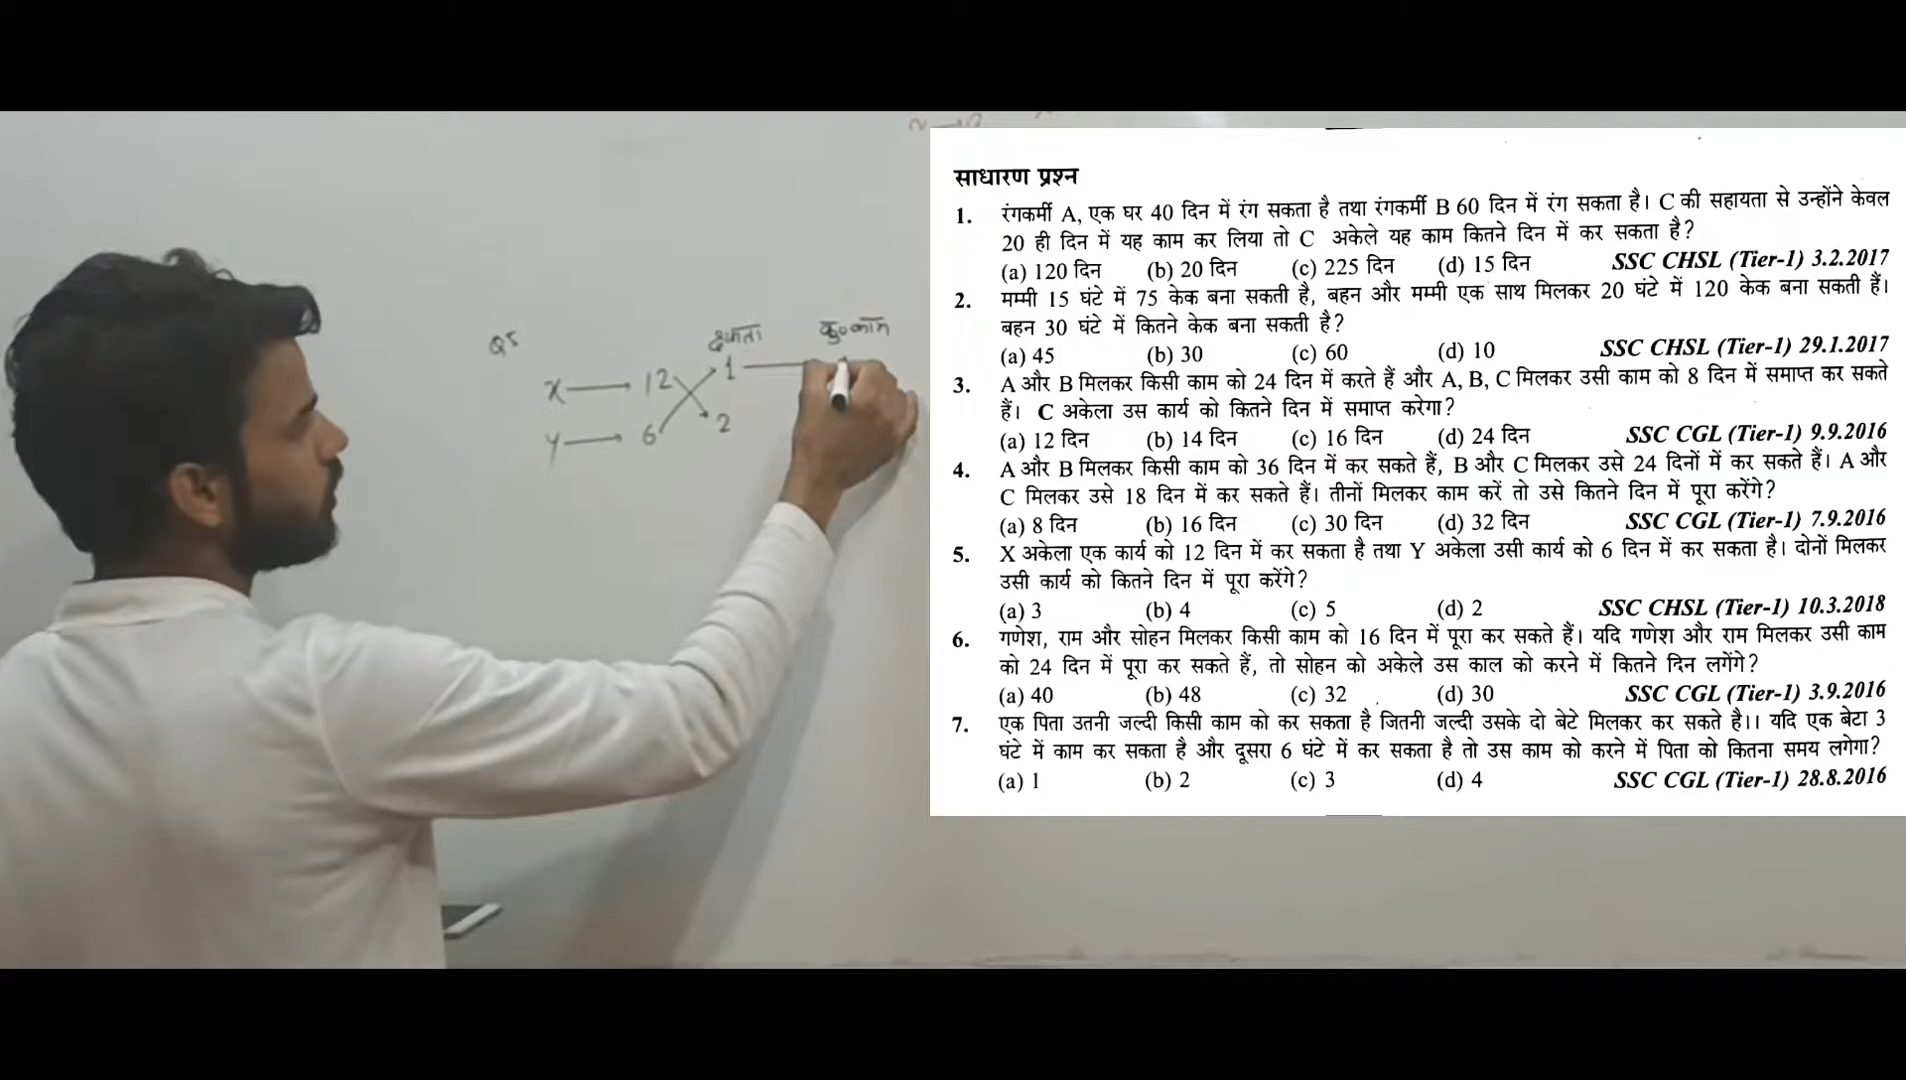 Q5
क्षमता
कु० काम
X → 12 1
Y → 6 2
साधारण प्रश्न
1. रंगकर्मी A, एक घर 40 दिन में रंग सकता है तथा रंगकर्मी B 60 दिन में रंग सकता है। C की सहायता से उन्होंने केवल
20 ही दिन में यह काम कर लिया तो C अकेले यह काम कितने दिन में कर सकता है?
(a) 120 दिन (b) 20 दिन (c) 225 दिन (d) 15 दिन SSC CHSL (Tier-1) 3.2.2017
2. मम्मी 15 घंटे में 75 केक बना सकती है, बहन और मम्मी एक साथ मिलकर 20 घंटे में 120 केक बना सकती हैं।
बहन 30 घंटे में कितने केक बना सकती है?
(a) 45 (b) 30 (c) 60 (d) 10 SSC CHSL (Tier-1) 29.1.2017
3. A और B मिलकर किसी काम को 24 दिन में करते हैं और A, B, C मिलकर उसी काम को 8 दिन में समाप्त कर सकते
हैं। C अकेला उस कार्य को कितने दिन में समाप्त करेगा?
(a) 12 दिन (b) 14 दिन (c) 16 दिन (d) 24 दिन SSC CGL (Tier-1) 9.9.2016
4. A और B मिलकर किसी काम को 36 दिन में कर सकते हैं, B और C मिलकर उसे 24 दिनों में कर सकते हैं। A और
C मिलकर उसे 18 दिन में कर सकते हैं। तीनों मिलकर काम करें तो उसे कितने दिन में पूरा करेंगे?
(a) 8 दिन (b) 16 दिन (c) 30 दिन (d) 32 दिन SSC CGL (Tier-1) 7.9.2016
5. X अकेला एक कार्य को 12 दिन में कर सकता है तथा Y अकेला उसी कार्य को 6 दिन में कर सकता है। दोनों मिलकर
उसी कार्य को कितने दिन में पूरा करेंगे?
(a) 3 (b) 4 (c) 5 (d) 2 SSC CHSL (Tier-1) 10.3.2018
6. गणेश, राम और सोहन मिलकर किसी काम को 16 दिन में पूरा कर सकते हैं। यदि गणेश और राम मिलकर उसी काम
को 24 दिन में पूरा कर सकते हैं, तो सोहन को अकेले उस काल को करने में कितने दिन लगेंगे?
(a) 40 (b) 48 (c) 32 (d) 30 SSC CGL (Tier-1) 3.9.2016
7. एक पिता उतनी जल्दी किसी काम को कर सकता है जितनी जल्दी उसके दो बेटे मिलकर कर सकते है।। यदि एक बेटा 3
घंटे में काम कर सकता है और दूसरा 6 घंटे में कर सकता है तो उस काम को करने में पिता को कितना समय लगेगा?
(a) 1 (b) 2 (c) 3 (d) 4 SSC CGL (Tier-1) 28.8.2016